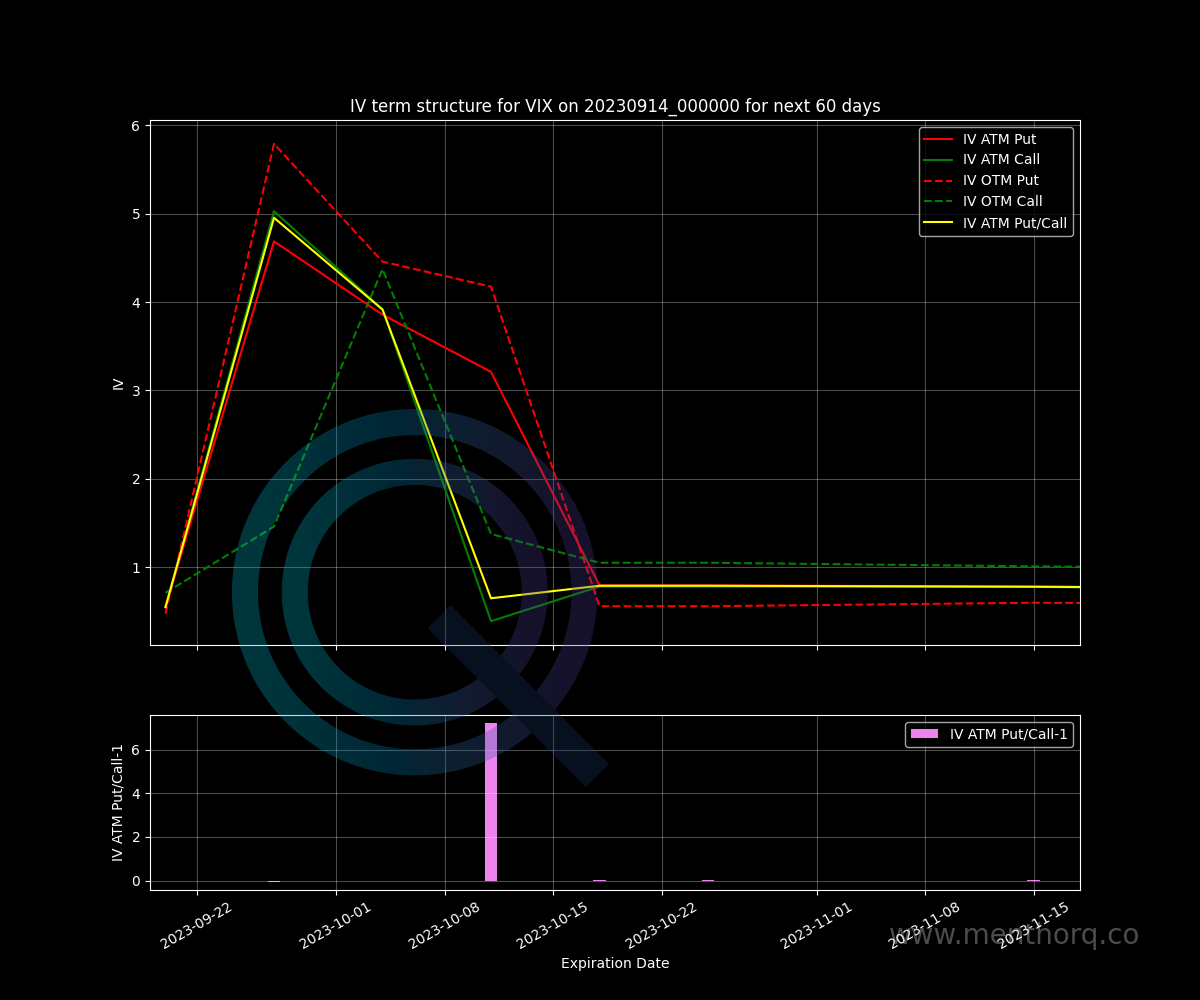 IV term structure for VIX on 20230914_000000 for next 60 days
6
5
4
3
2
1
IV
IV ATM Put
IV ATM Call
IV OTM Put
IV OTM Call
IV ATM Put/Call
6
4
2
0
IV ATM Put/Call-1
IV ATM Put/Call-1
2023-09-22
2023-10-01
2023-10-08
2023-10-15
2023-10-22
2023-11-01
2023-11-08
2023-11-15
www.menthorq.co
Expiration Date